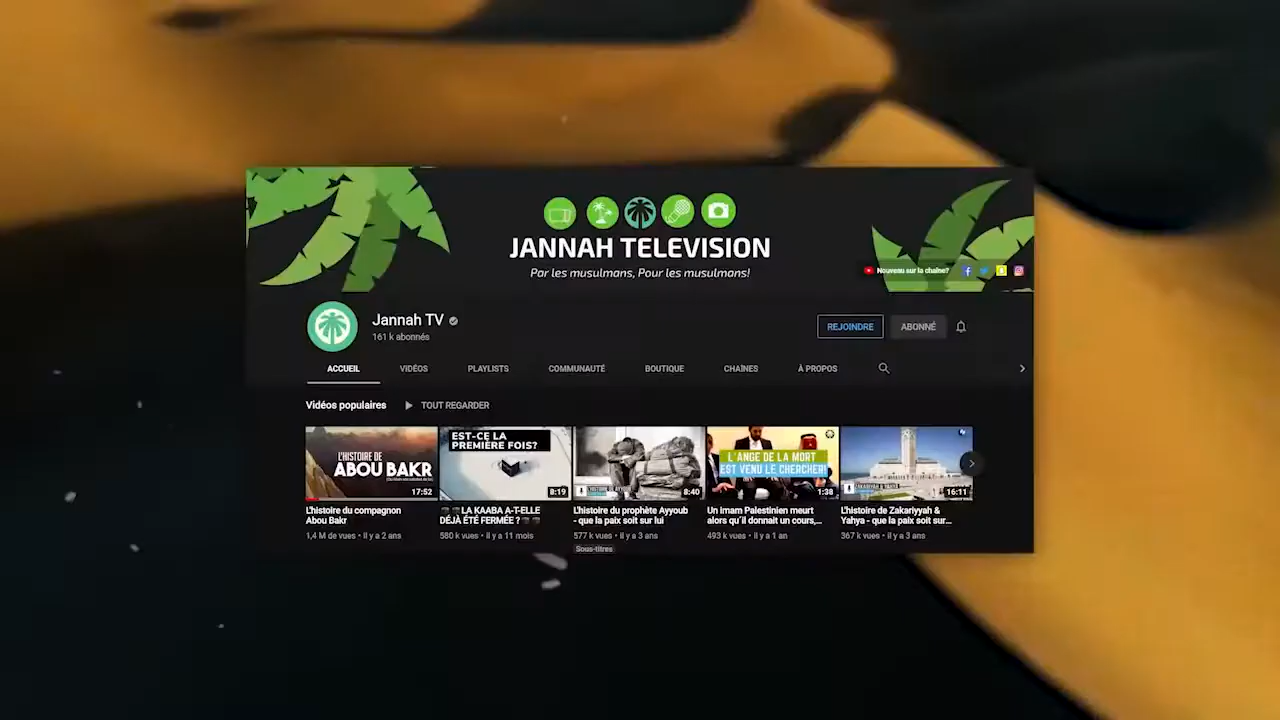 JANNAH TELEVISION
Par les musulmans, Pour les musulmans!
Nouveau sur la chaîne?
Jannah TV
161 k abonnés
REJOINDRE
ABONNÉ
ACCUEIL VIDÉOS PLAYLISTS COMMUNAUTÉ BOUTIQUE CHAÎNES À PROPOS
Vidéos populaires TOUT REGARDER
L'HISTOIRE DE
ABOU BAKR
17:52
EST-CE LA
PREMIÈRE FOIS?
8:19
8:40
L'ANGE DE LA MORT
EST VENU LE CHERCHER!
1:38
ZAKARIYAH & YAHYA
16:11
L'histoire du compagnon
Abou Bakr
1,4 M de vues • Il y a 2 ans
LA KAABA A-T-ELLE
DÉJÀ ÉTÉ FERMÉE ?
580 k vues • Il y a 11 mois
L'histoire du prophète Ayyoub
- que la paix soit sur lui
577 k vues • Il y a 3 ans
Sous-titres
Un Imam Palestinien meurt
alors qu'il donnait un cours,...
493 k vues • Il y a 1 an
L'histoire de Zakariyyah &
Yahya - que la paix soit sur...
367 k vues • Il y a 3 ans